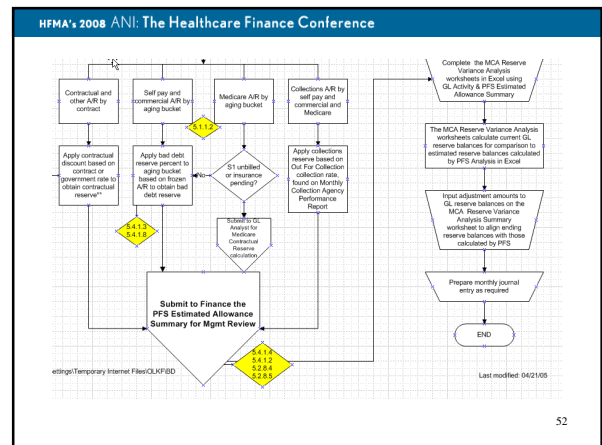 HFMA's 2008 ANI: The Healthcare Finance Conference
Contractual and
other A/R by
contract
Self pay and
commercial A/R by
aging bucket
Medicare A/R by
aging bucket
Collections A/R by
self pay and
commercial and
Medicare
Complete the MCA Reserve
Variance Analysis
worksheets in Excel using
GL Activity & PFS Estimated
Allowance Summary
5.1.1.2
Apply contractual
discount based on
contract or
government rate to
obtain contractual
reserve**
Apply bad debt
reserve percent to
aging bucket
based on frozen
A/R to obtain bad
debt reserve
No
S1 unbilled
or insurance
pending?
Apply collections
reserve based on
Out For Collection
collection rate,
found on Monthly
Collection Agency
Performance
Report
The MCA Reserve Variance Analysis
worksheets calculate current GL
reserve balances for comparison to
estimated reserve balances calculated
by PFS Analysis in Excel
5.4.1.3
5.4.1.8
Submit to GL
Analyst for
Medicare
Contractual
Reserve
calculation
Input adjustment amounts to
GL reserve balances on the
MCA Reserve Variance
Analysis Summary
worksheet to align ending
reserve balances with those
calculated by PFS
Submit to Finance the
PFS Estimated Allowance
Summary for Mgmt Review
Prepare monthly journal
entry as required
END
5.4.1.4
5.4.1.2
5.2.8.4
5.2.8.5
ettings\Temporary Internet Files\OLKF\BD
Last modified: 04/21/05
52